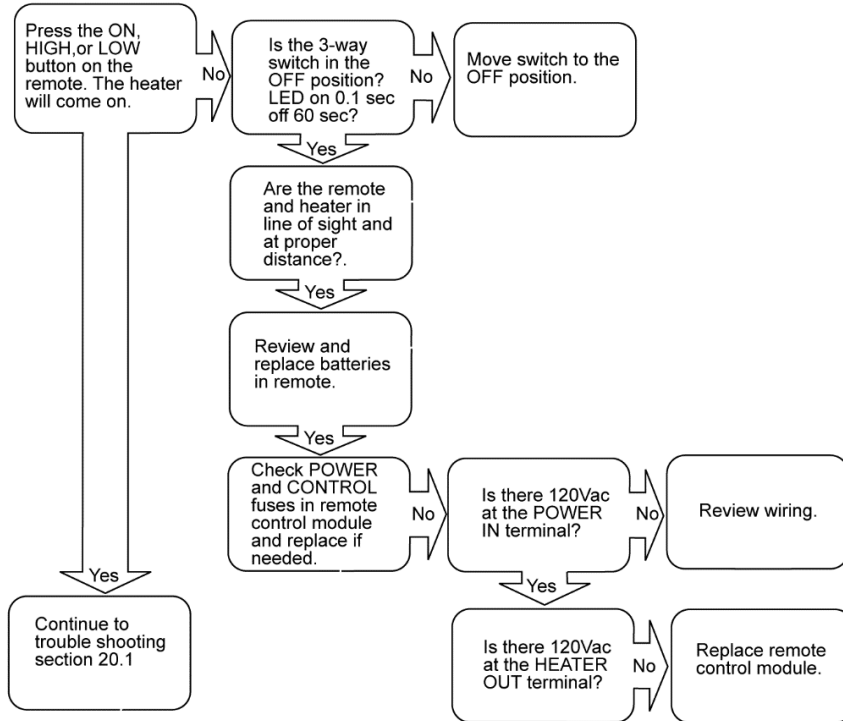 Press the ON,
HIGH,or LOW
button on the
remote. The heater
will come on.
No
Is the 3-way
switch in the
OFF position?
LED on 0.1 sec
off 60 sec?
No
Move switch to the
OFF position.
Yes
Are the remote
and heater in
line of sight and
at proper
distance?.
Yes
Review and
replace batteries
in remote.
Yes
Check POWER
and CONTROL
fuses in remote
control module
and replace if
needed.
No
Is there 120Vac
at the POWER
IN terminal?
No
Review wiring.
Yes
Yes
Continue to
trouble shooting
section 20.1
Is there 120Vac
at the HEATER
OUT terminal?
No
Replace remote
control module.